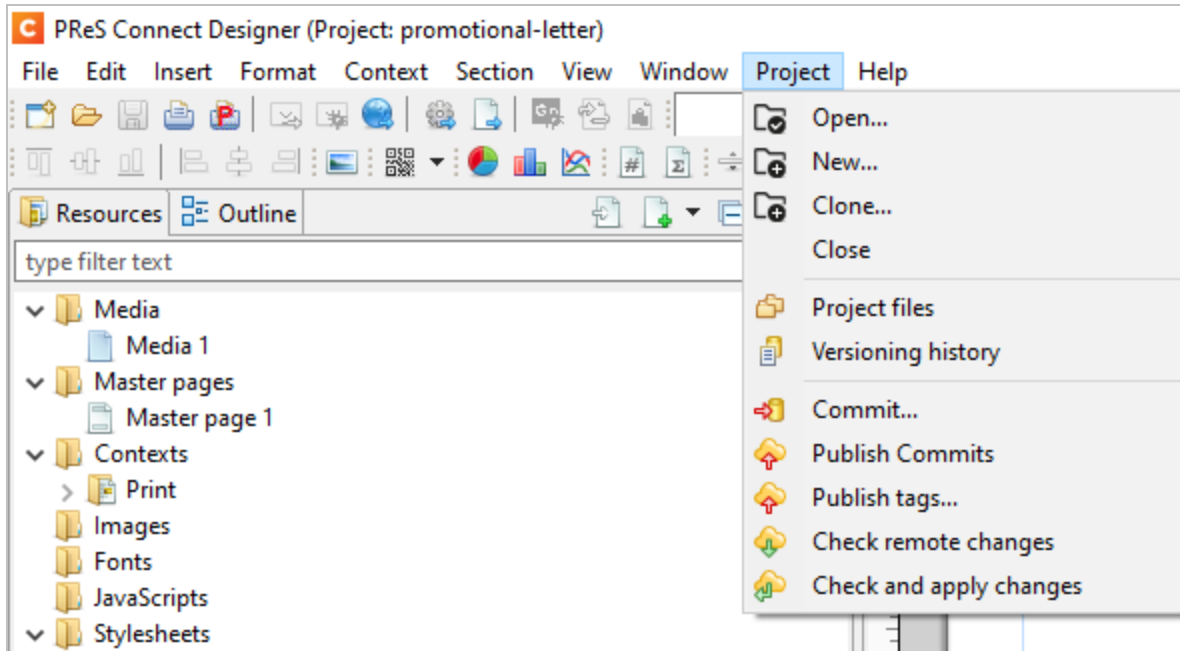 PReS Connect Designer (Project: promotional-letter)
File Edit Insert Format Context Section View Window Project Help
Open...
New...
Clone...
Close
Project files
Versioning history
Commit...
Publish Commits
Publish tags...
Check remote changes
Check and apply changes
Resources Outline
type filter text
Media
Media 1
Master pages
Master page 1
Contexts
Print
Images
Fonts
JavaScripts
Stylesheets